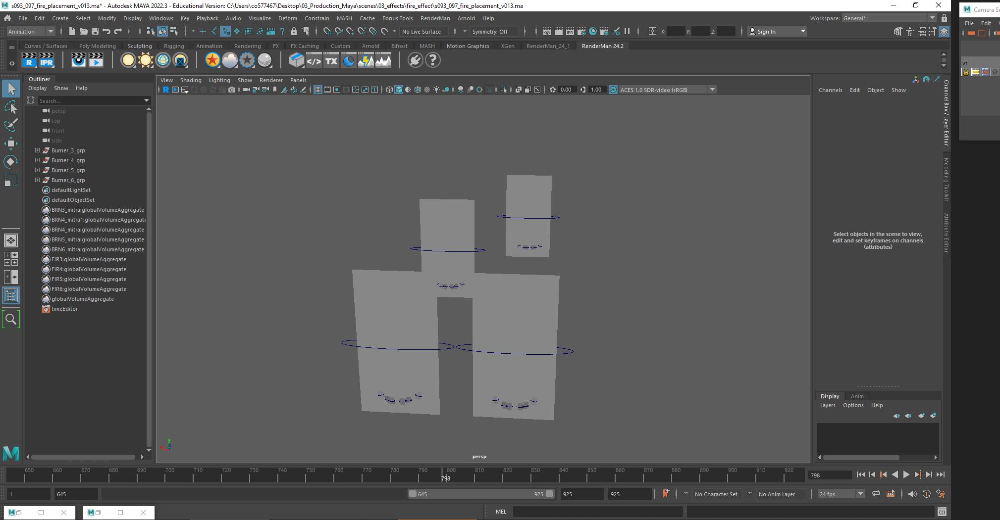 s093_097_fire_placement_v013.ma* - Autodesk MAYA 2022.3 - Educational Version: C:\Users\co577467\Desktop\03_Production_Maya\scenes\03_effects\fire_effect\s093_097_fire_placement_v013.ma
Camera Se
File Edit Create Select Modify Display Windows Key Playback Audio Visualize Deform Constrain MASH Cache Bonus Tools RenderMan Arnold Help
Workspace: General*
File Edit
Animation
No Live Surface
Symmetry: Off
X: Y: Z:
Sign In
Curves / Surfaces Poly Modeling Sculpting Rigging Animation Rendering FX FX Caching Custom Arnold Bifrost MASH Motion Graphics XGen RenderMan_24_1 RenderMan 24.2
R IPR </> TX ?
V1
Outliner
Display Show Help
Search...
persp
top
front
side
Burner_3_grp
Burner_4_grp
Burner_5_grp
Burner_6_grp
defaultLightSet
defaultObjectSet
BRN3_mitra:globalVolumeAggregate
BRN4_mitra1:globalVolumeAggregate
BRN4_mitra:globalVolumeAggregate
BRN5_mitra:globalVolumeAggregate
BRN6_mitra:globalVolumeAggregate
FIR3:globalVolumeAggregate
FIR4:globalVolumeAggregate
FIR5:globalVolumeAggregate
FIR6:globalVolumeAggregate
globalVolumeAggregate
timeEditor
View Shading Lighting Show Renderer Panels
0.00 1.00 ACES 1.0 SDR-video (sRGB)
y
x
persp
Channels Edit Object Show
Channel Box / Layer Editor
Modeling Toolkit
Attribute Editor
Select objects in the scene to view,
edit and set keyframes on channels
(attributes)
Display Anim
Layers Options Help
650 660 670 680 690 700 710 720 730 740 750 760 770 780 790 800 810 820 830 840 850 860 870 880 890 900 910 920
798
798
1 645 645 925 925 925 No Character Set No Anim Layer 24 fps
MEL